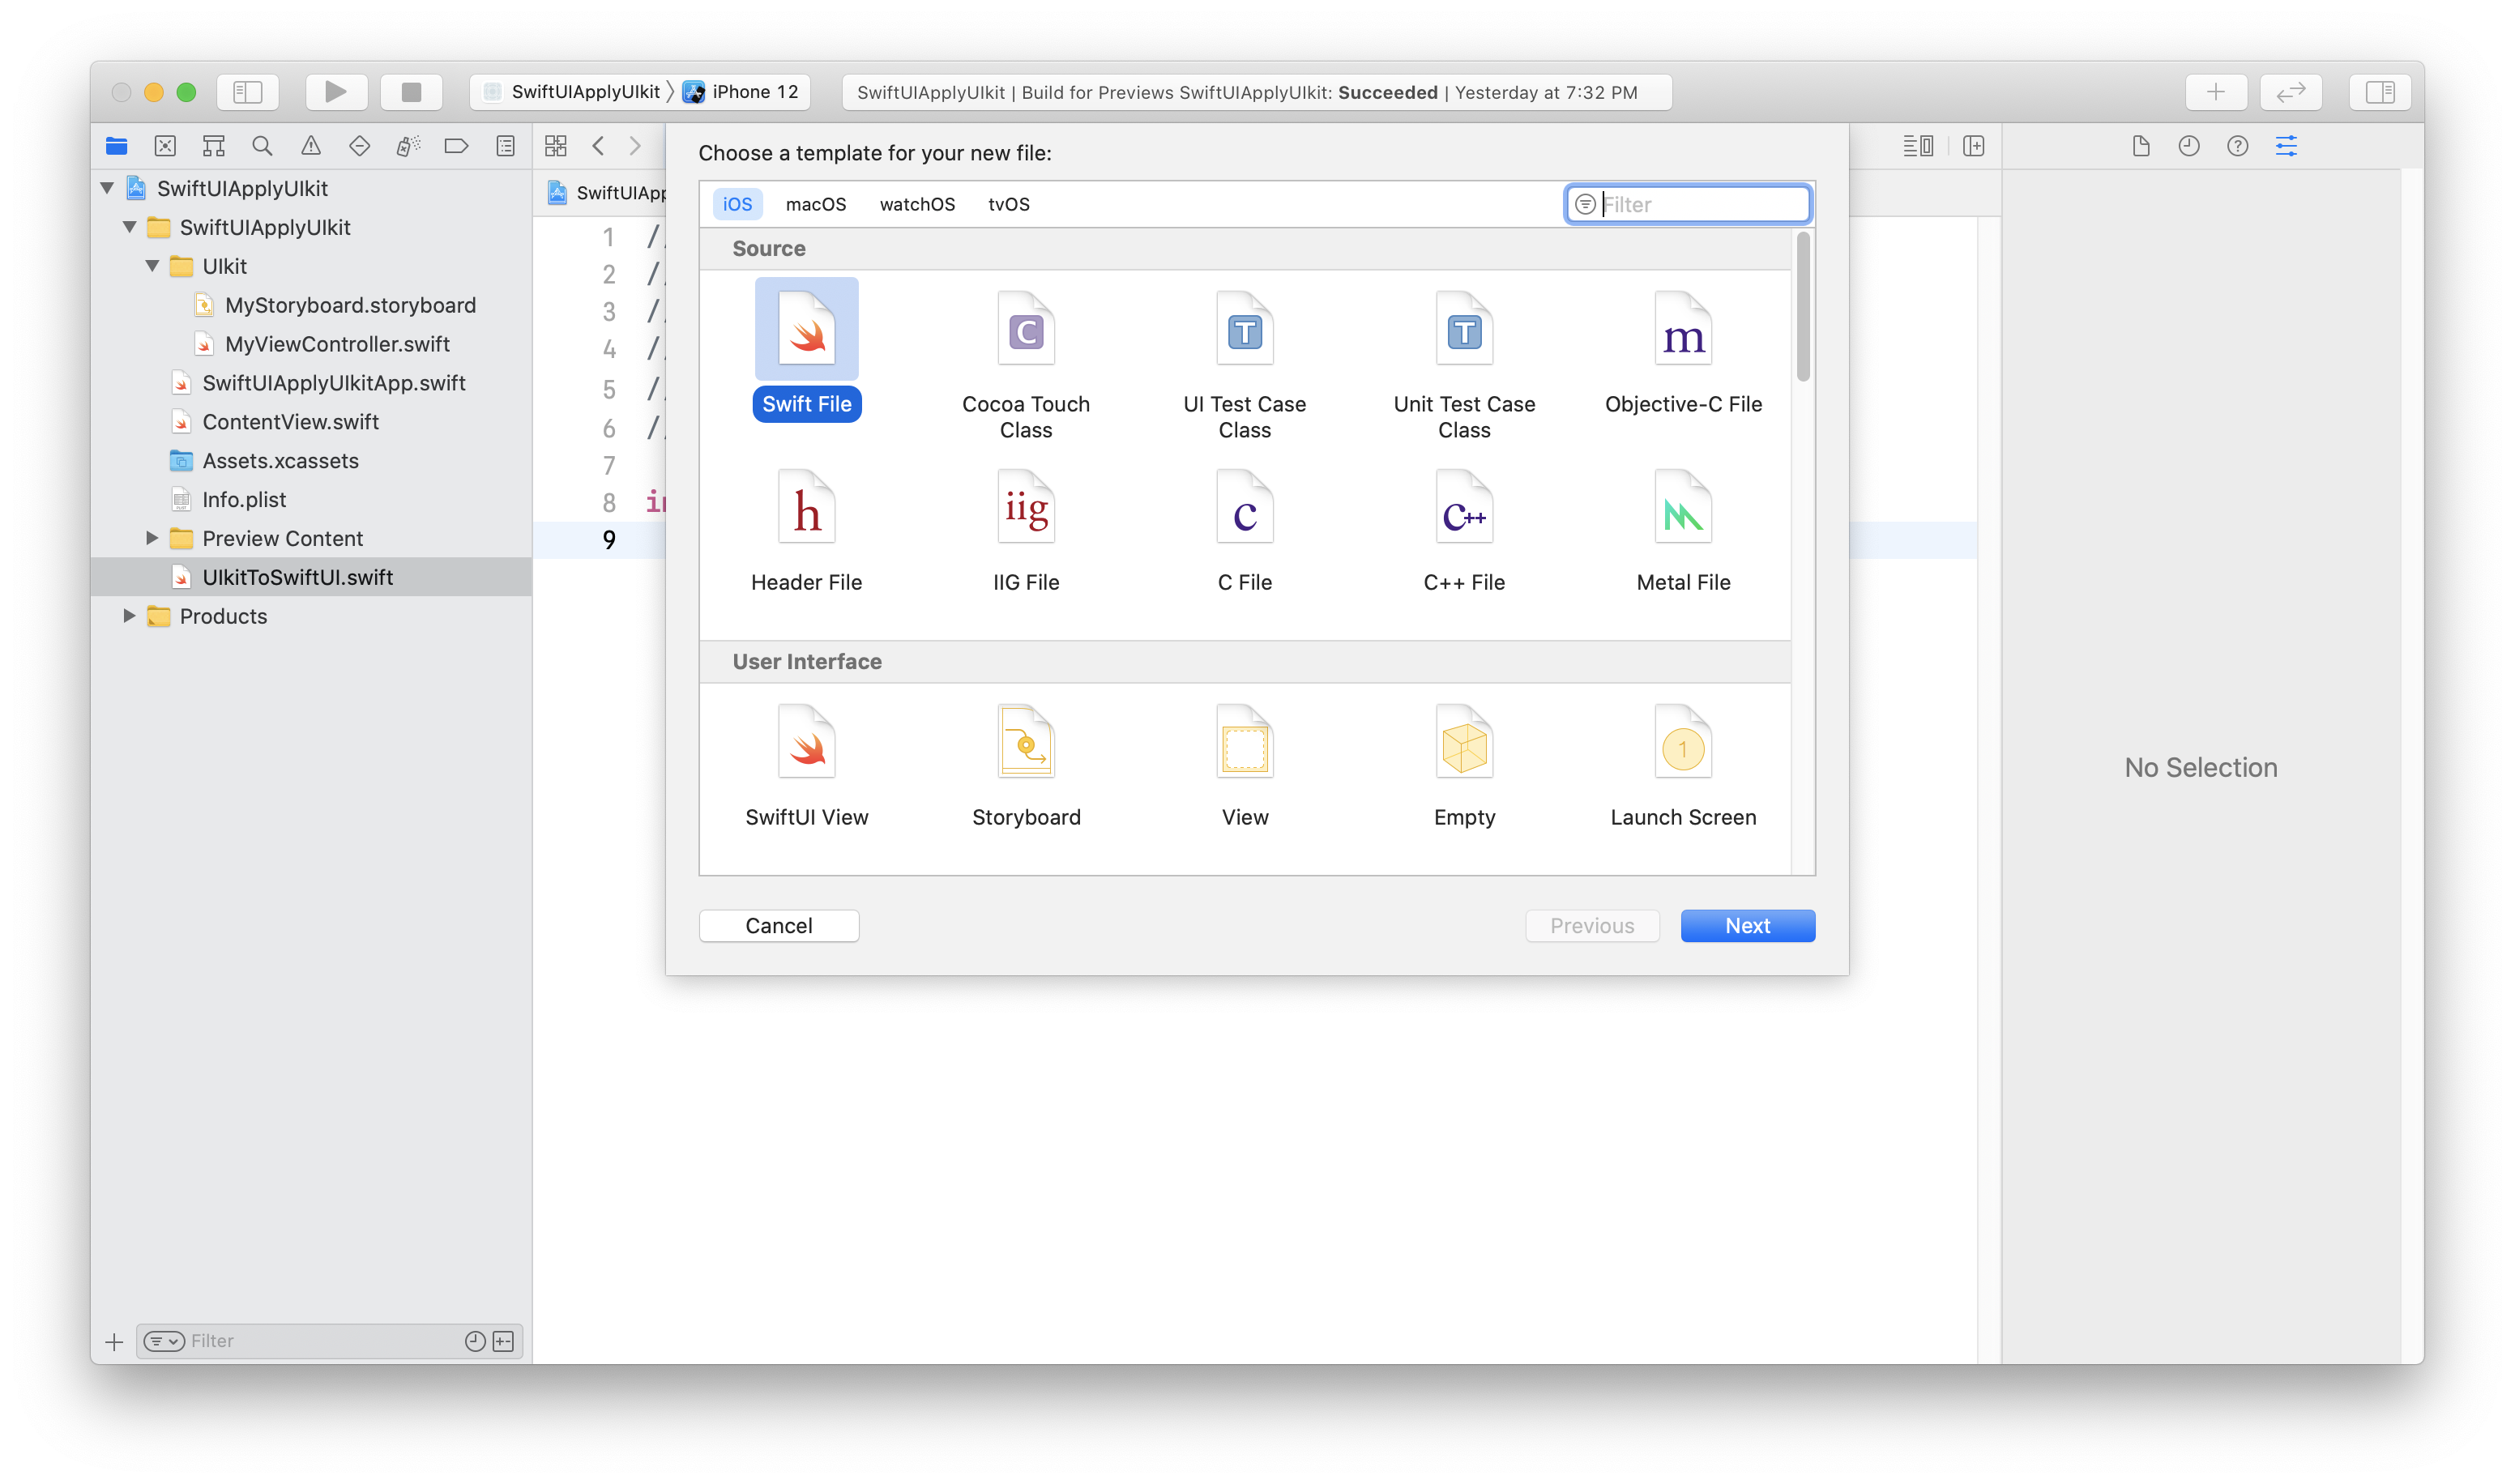 SwiftUIApplyUIkit
iPhone 12
SwiftUIApplyUIkit | Build for Previews SwiftUIApplyUIkit: Succeeded | Yesterday at 7:32 PM
SwiftUIApplyUIkit
SwiftUIApplyUIkit
UIkit
MyStoryboard.storyboard
MyViewController.swift
SwiftUIApplyUIkitApp.swift
ContentView.swift
Assets.xcassets
Info.plist
Preview Content
UIkitToSwiftUI.swift
Products
Filter
SwiftUIApp
1 //
2 //
3 //
4 //
5 //
6 //
7
8
9
Choose a template for your new file:
iOS macOS watchOS tvOS
Filter
Source
Swift File
Cocoa Touch
Class
UI Test Case
Class
Unit Test Case
Class
Objective-C File
Header File
IIG File
C File
C++ File
Metal File
User Interface
SwiftUI View
Storyboard
View
Empty
Launch Screen
Cancel
Previous
Next
No Selection